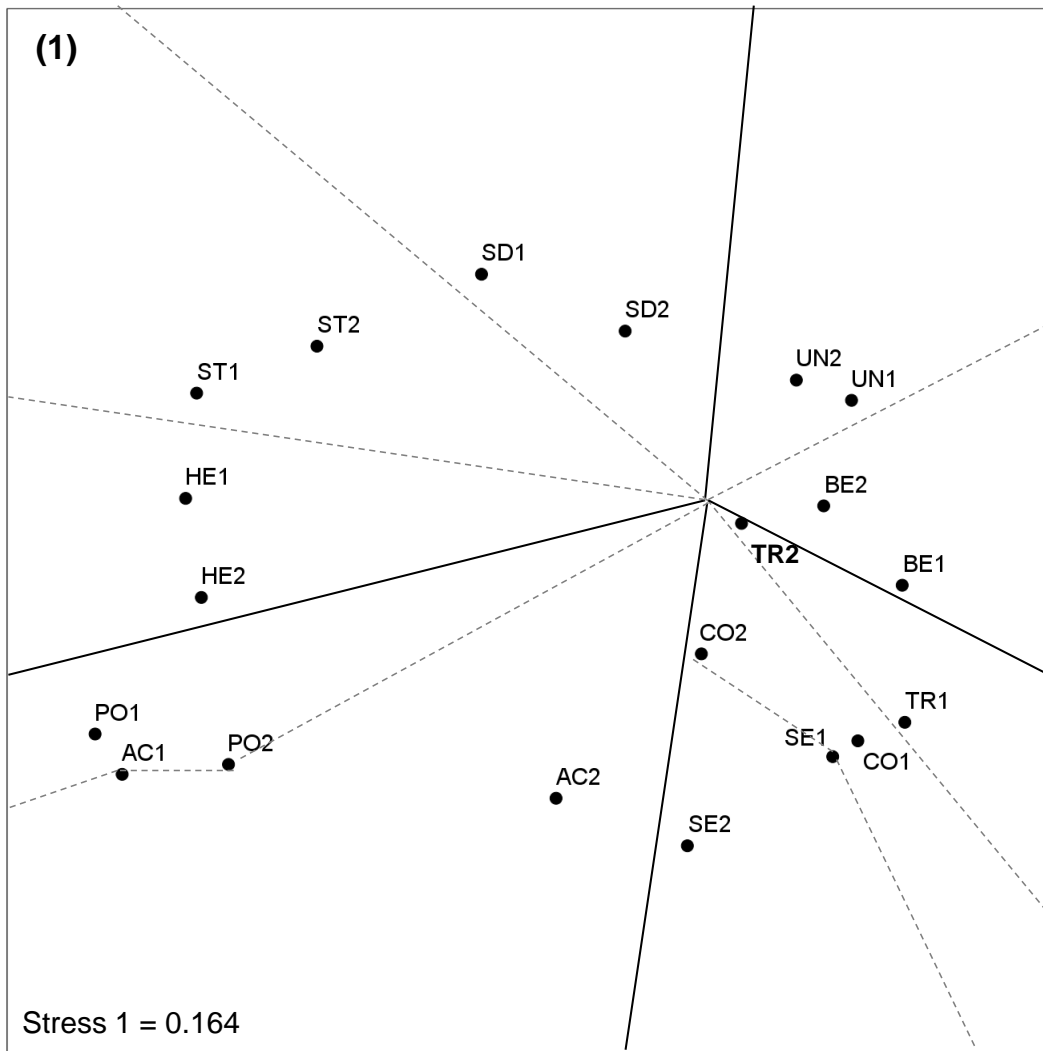 (1)
SD1
SD2
ST2
UN2
ST1
UN1
HE1
BE2
TR2
BE1
HE2
CO2
TR1
PO1
SE1
PO2
AC1
CO1
AC2
SE2
Stress 1 = 0.164